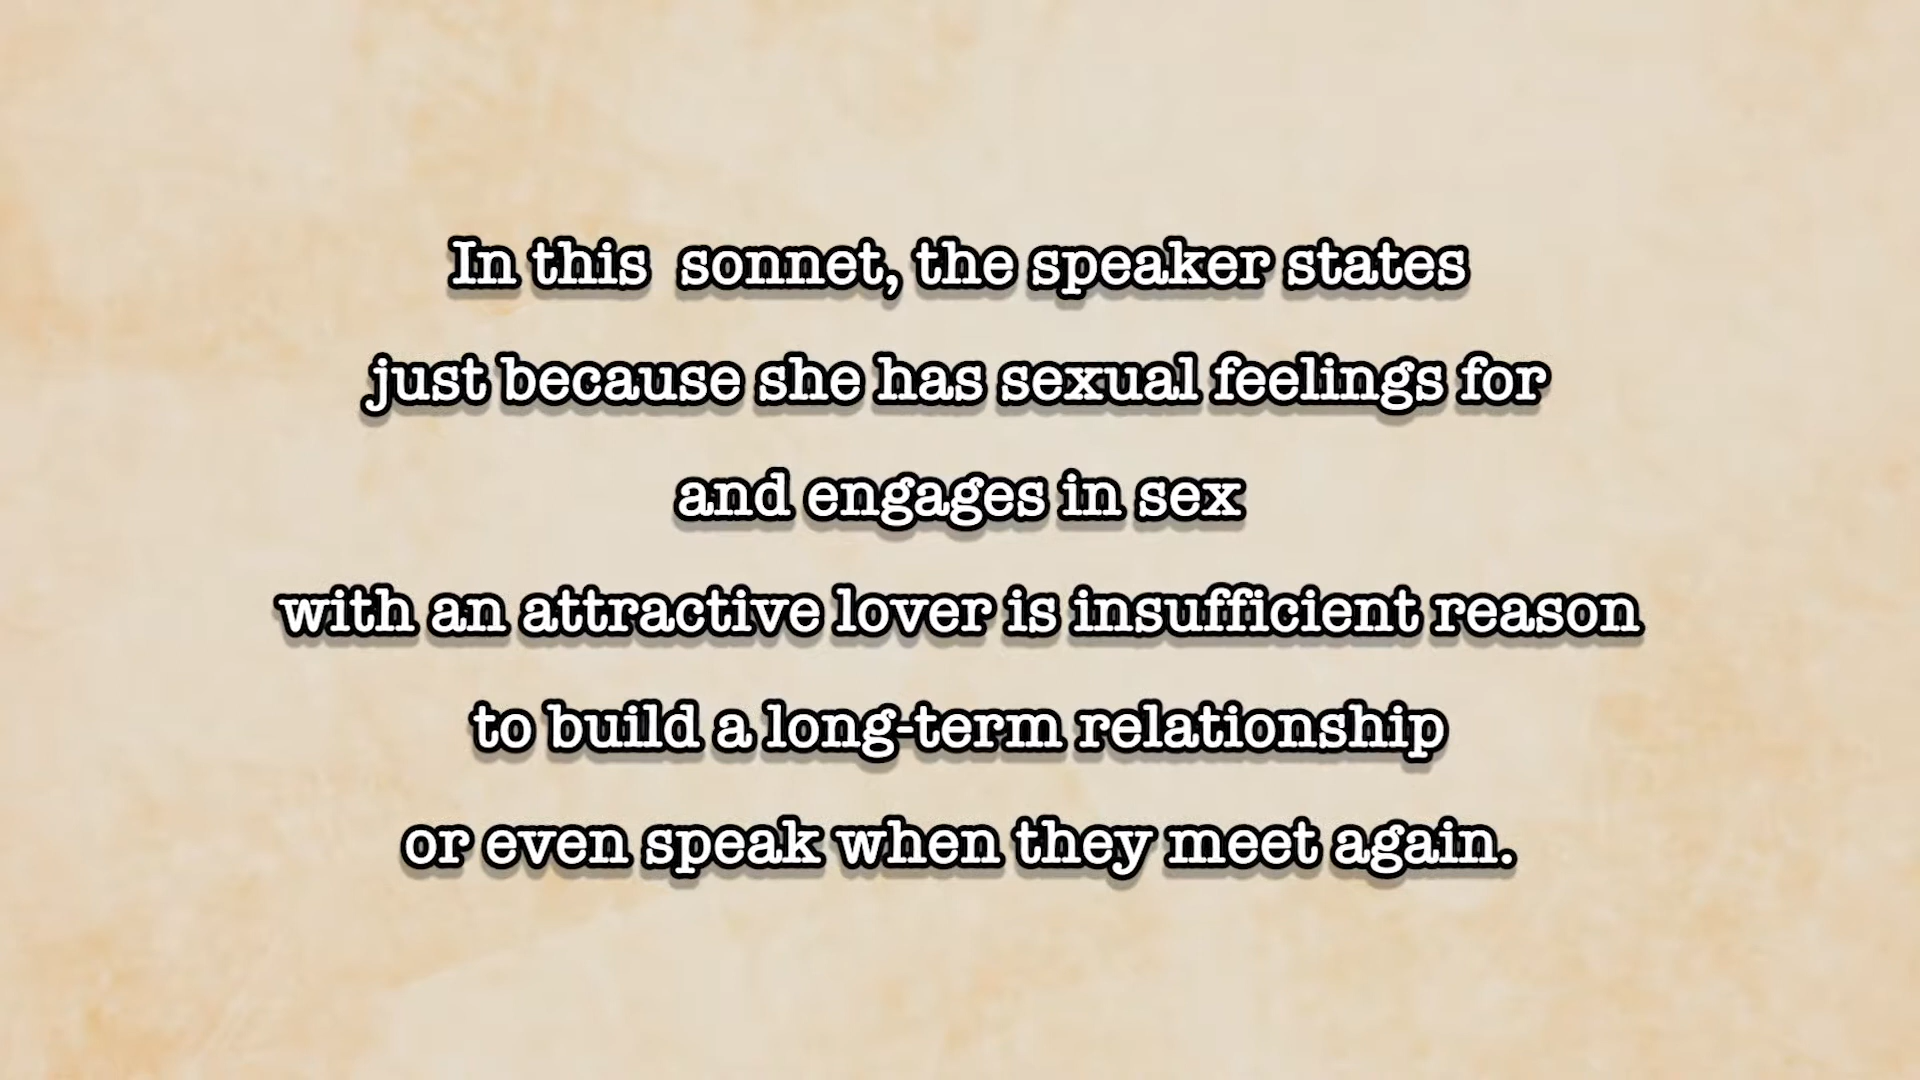 In this  sonnet, the speaker states
just because she has sexual feelings for
and engages in sex
with an attractive lover is insufficient reason
to build a long-term relationship
or even speak when they meet again.